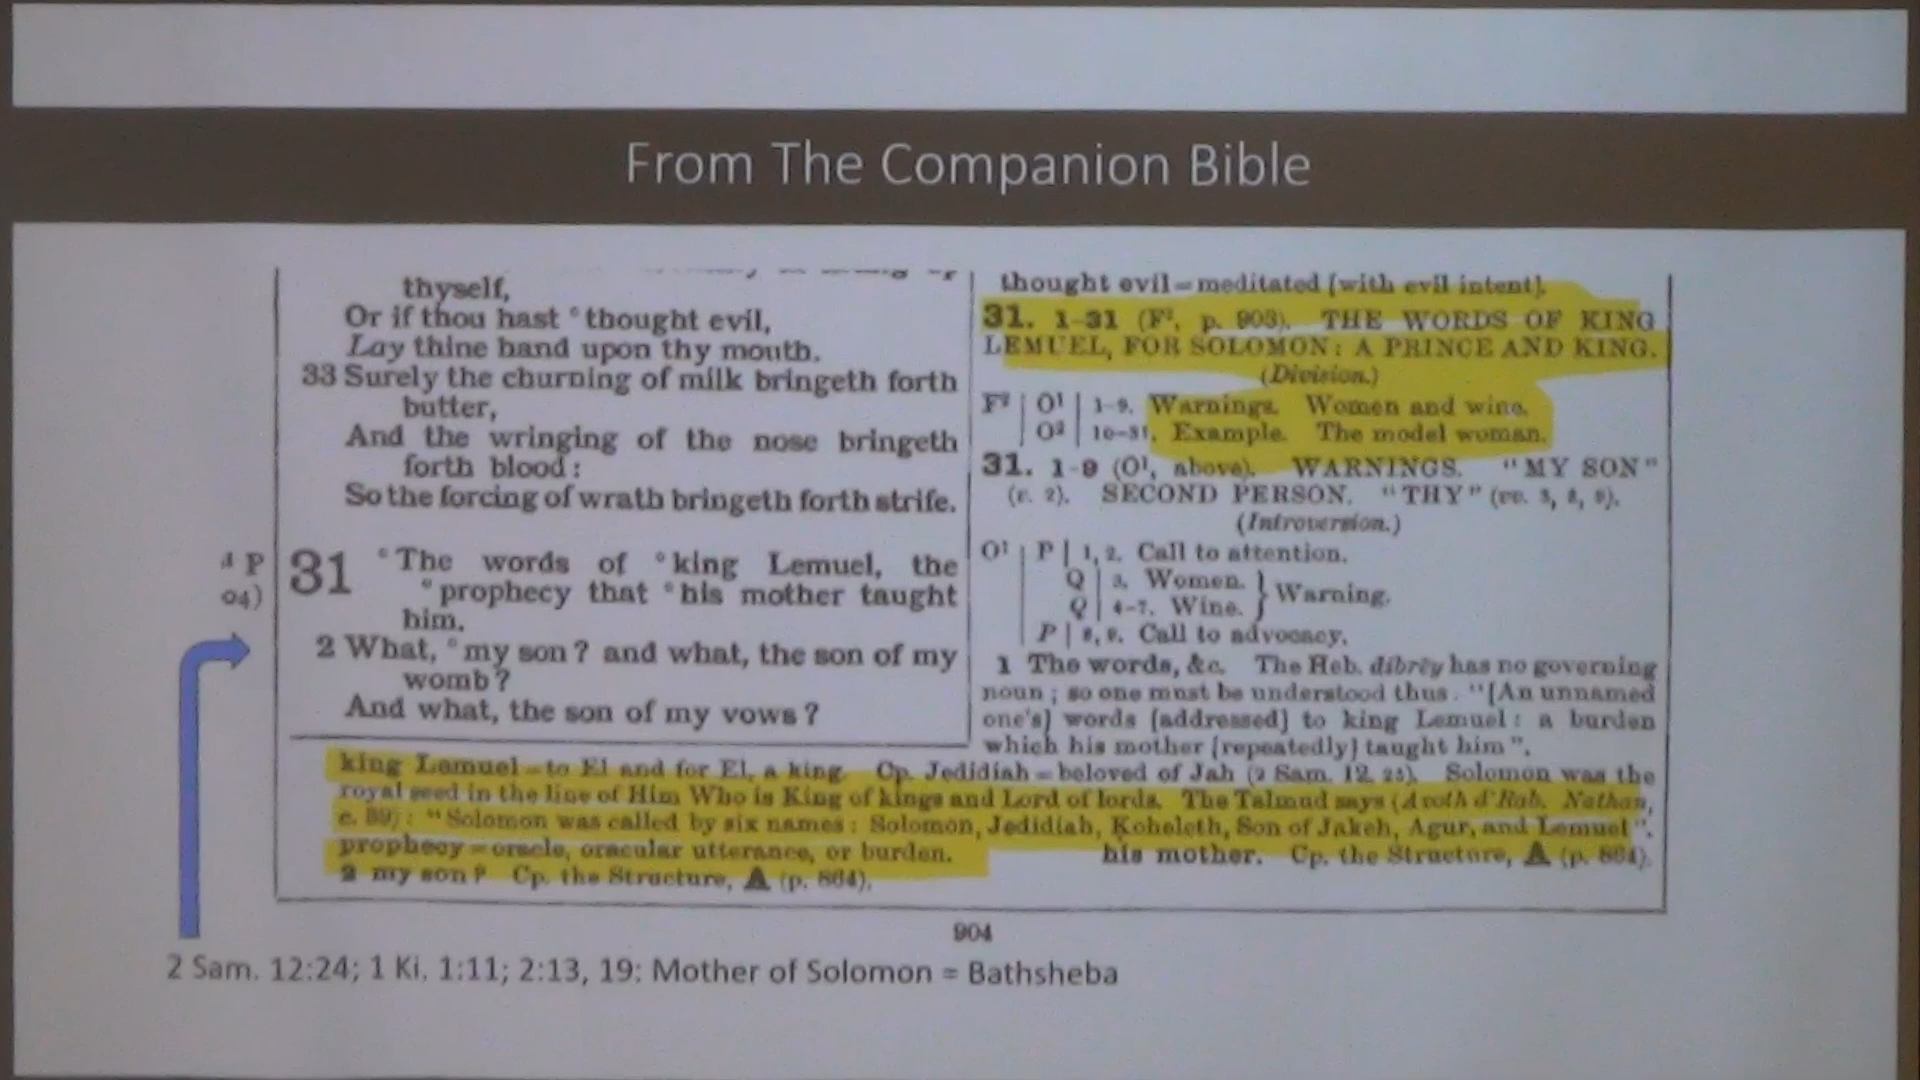 From The Companion Bible
thyself,
Or if thou hast °thought evil,
Lay thine hand upon thy mouth.
33 Surely the churning of milk bringeth forth
butter,
And the wringing of the nose bringeth
forth blood:
So the forcing of wrath bringeth forth strife.
P
04)
31 °The words of °king Lemuel, the
°prophecy that °his mother taught
him.
2 What, °my son? and what, the son of my
womb?
And what, the son of my vows?
thought evil = meditated [with evil intent].
31. 1-31 (F², p. 903). THE WORDS OF KING
LEMUEL, FOR SOLOMON: A PRINCE AND KING.
(Division.)
F² | O¹ | 1-9. Warnings. Women and wine.
| O² | 10-31. Example. The model woman.
31. 1-9 (O¹, above). WARNINGS. "MY SON"
(v. 2). SECOND PERSON. "THY" (vv. 3, 8, 9).
(Introversion.)
O¹ | P | 1, 2. Call to attention.
Q | 3. Women. } Warning.
Q | 4-7. Wine.
P | 8, 9. Call to advocacy.
1 The words, &c. The Heb. dibrēy has no governing
noun; so one must be understood thus. "[An unnamed
one's] words [addressed] to king Lemuel: a burden
which his mother [repeatedly] taught him".
king Lemuel = to El and for El, a king. Cp. Jedidiah = beloved of Jah (2 Sam. 12. 25). Solomon was the
royal seed in the line of Him Who is King of kings and Lord of lords. The Talmud says (Avoth d'Rab. Nathan,
c. 39): "Solomon was called by six names: Solomon, Jedidiah, Koheleth, Son of Jakeh, Agur, and Lemuel".
prophecy = oracle, oracular utterance, or burden. his mother. Cp. the Structure, A (p. 864).
2 my son? Cp. the Structure, A (p. 864).
904
2 Sam. 12:24; 1 Ki. 1:11; 2:13, 19: Mother of Solomon = Bathsheba